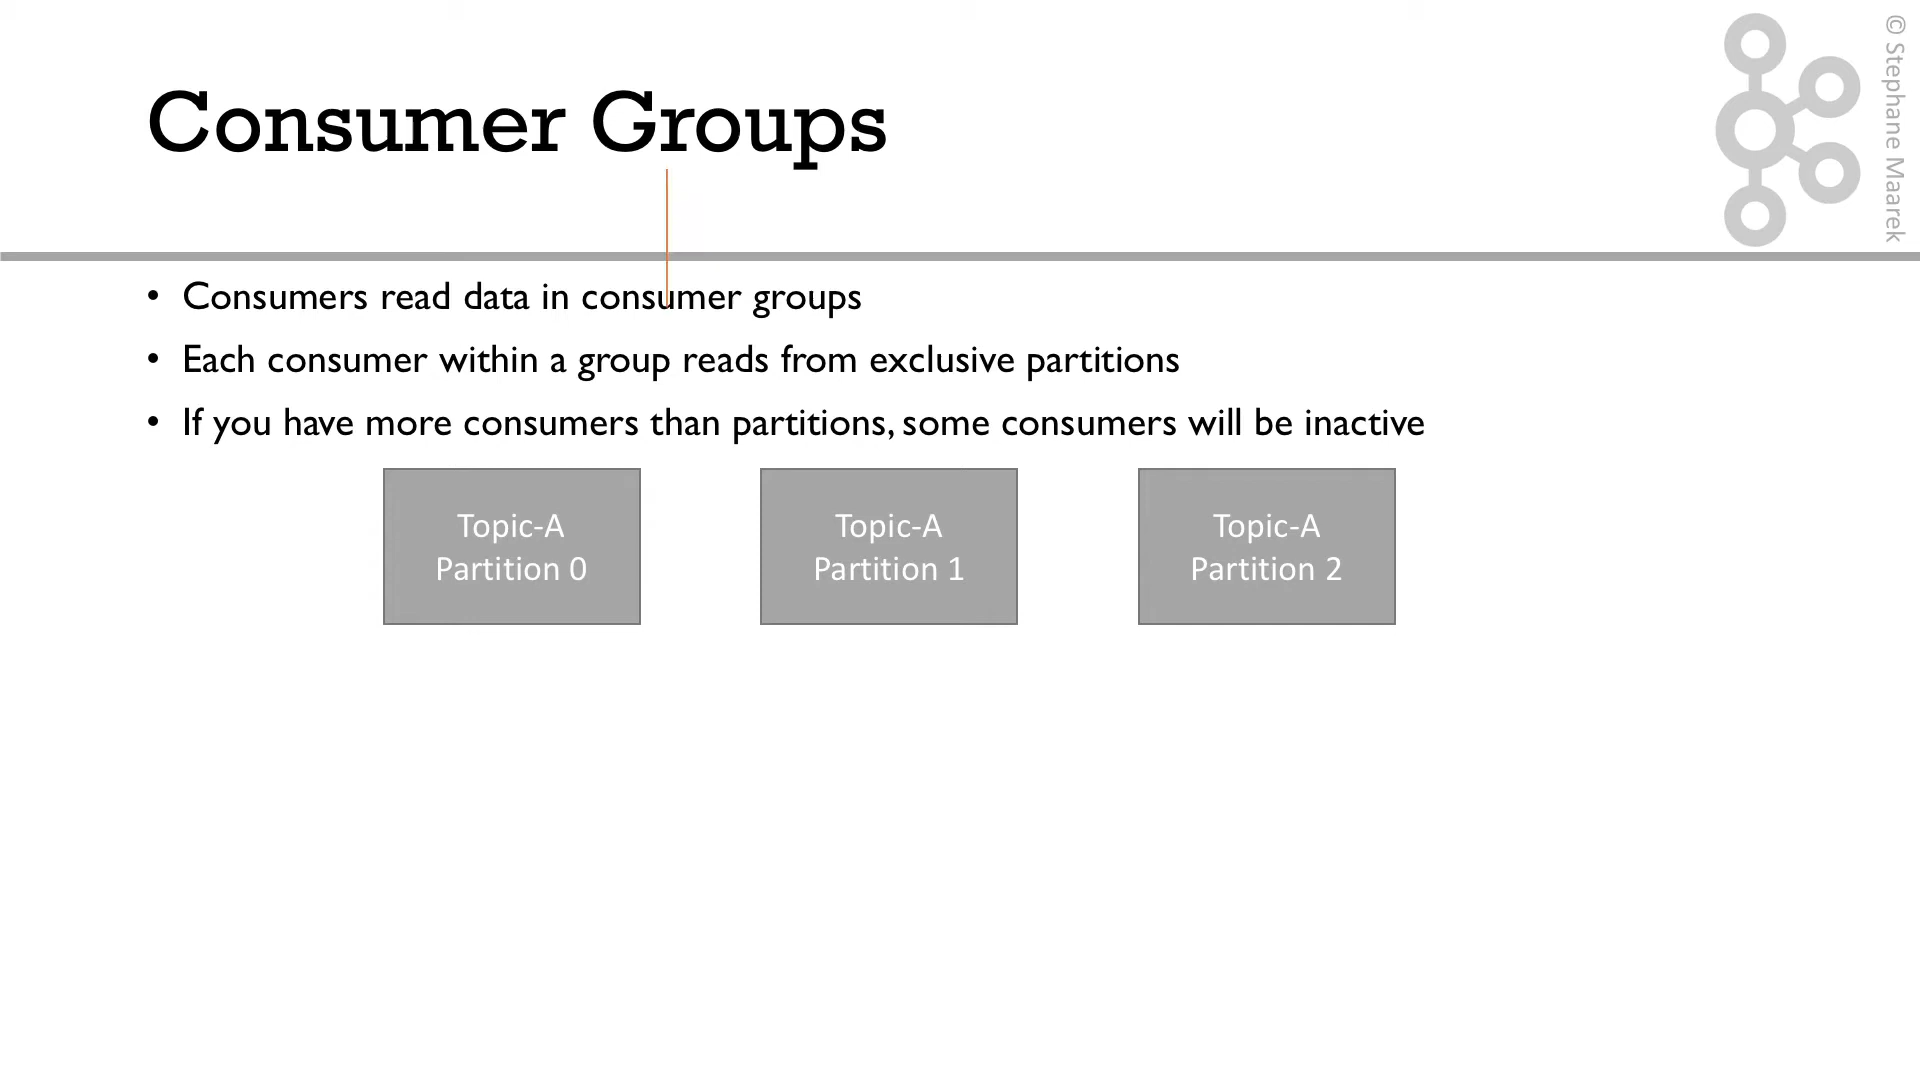 Consumer Groups
© Stephane Maarek
• Consumers read data in consumer groups
• Each consumer within a group reads from exclusive partitions
• If you have more consumers than partitions, some consumers will be inactive
Topic-A
Partition 0
Topic-A
Partition 1
Topic-A
Partition 2